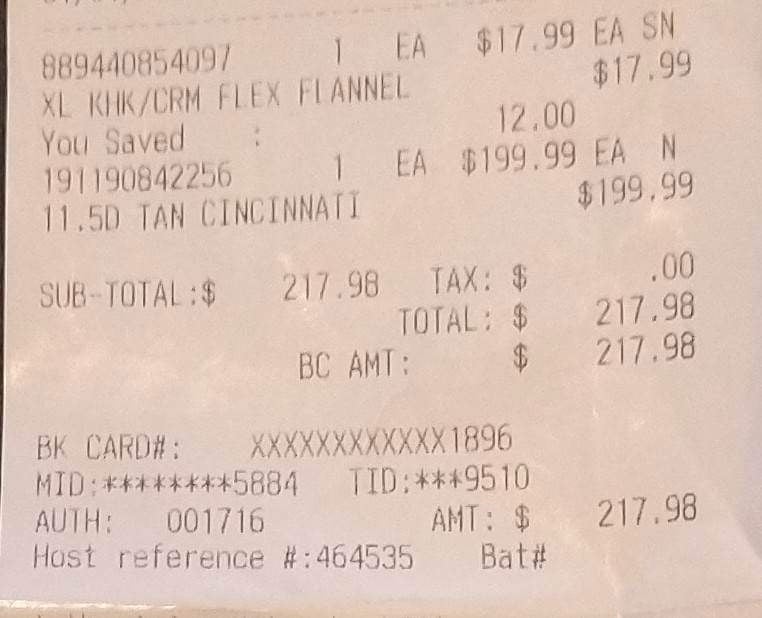 889440854097 1 EA $17.99 EA SN
XL KHK/CRM FLEX FLANNEL $17.99
You Saved : 12.00
191190842256 1 EA $199.99 EA N
11.5D TAN CINCINNATI $199.99
SUB-TOTAL:$ 217.98 TAX: $ .00
TOTAL: $ 217.98
BC AMT: $ 217.98
BK CARD#: XXXXXXXXXXXX1896
MID:********5884 TID:***9510
AUTH: 001716 AMT: $ 217.98
Host reference #:464535 Bat#